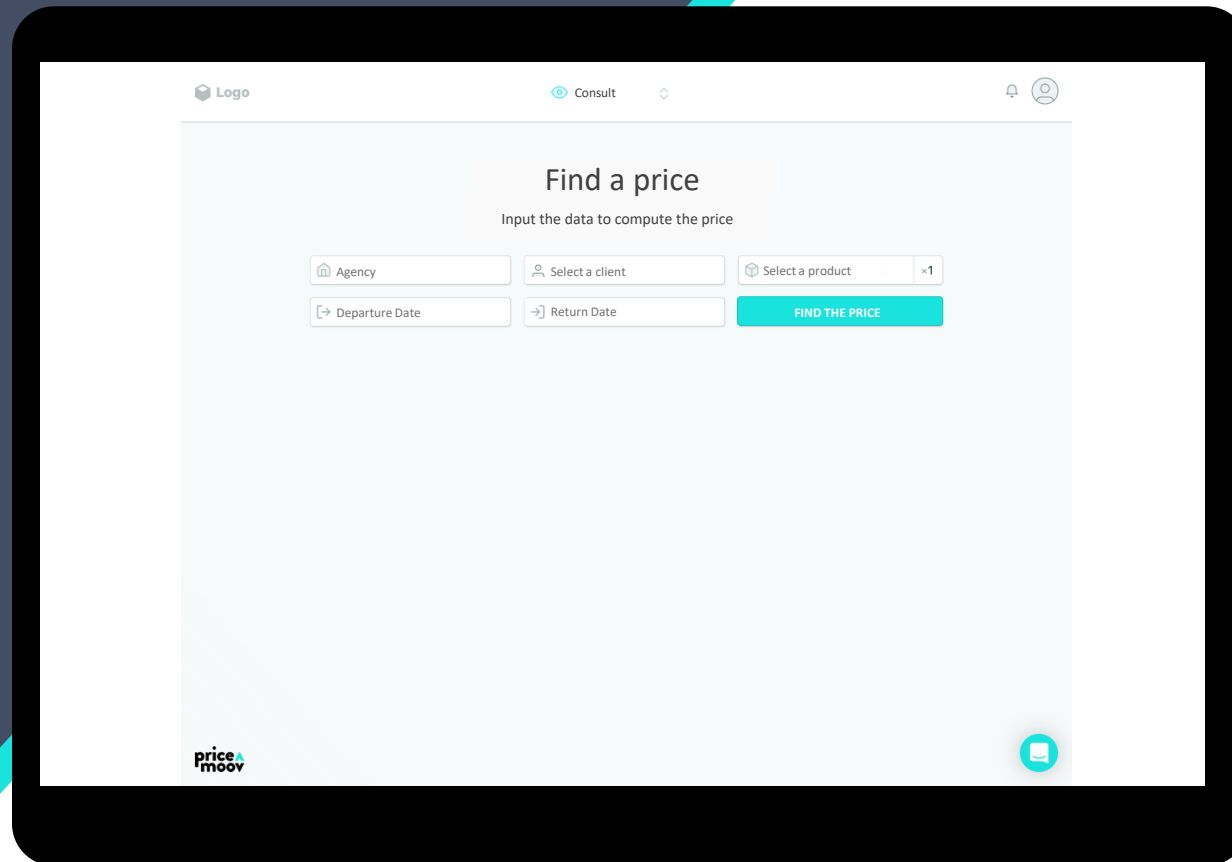 Logo
Consult
Find a price
Input the data to compute the price
Agency
Select a client
Select a product
×1
Departure Date
Return Date
FIND THE PRICE
price
moov